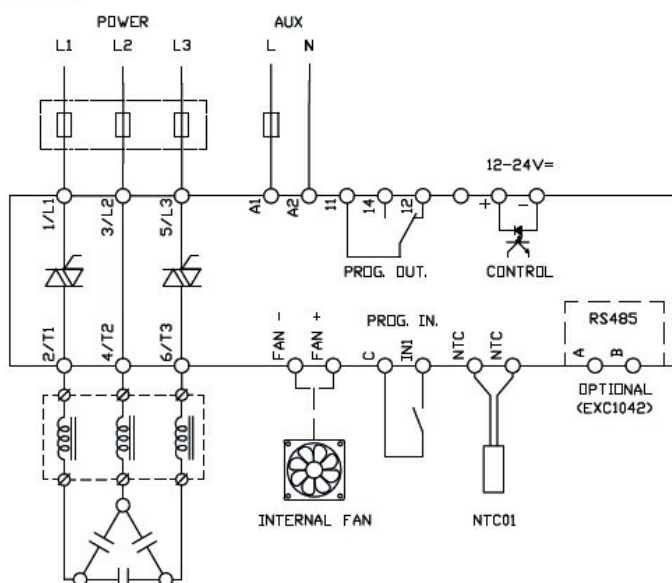 POWER AUX
L1 L2 L3 L N
12-24V=
1/L1 3/L2 5/L3 A1 A2 11 14 12 + -
PROG. OUT. CONTROL
2/T1 4/T2 6/T3 FAN - FAN + C IN1 NTC NTC A B
PROG. IN.
RS485
OPTIONAL
(EXC1042)
INTERNAL FAN NTC01